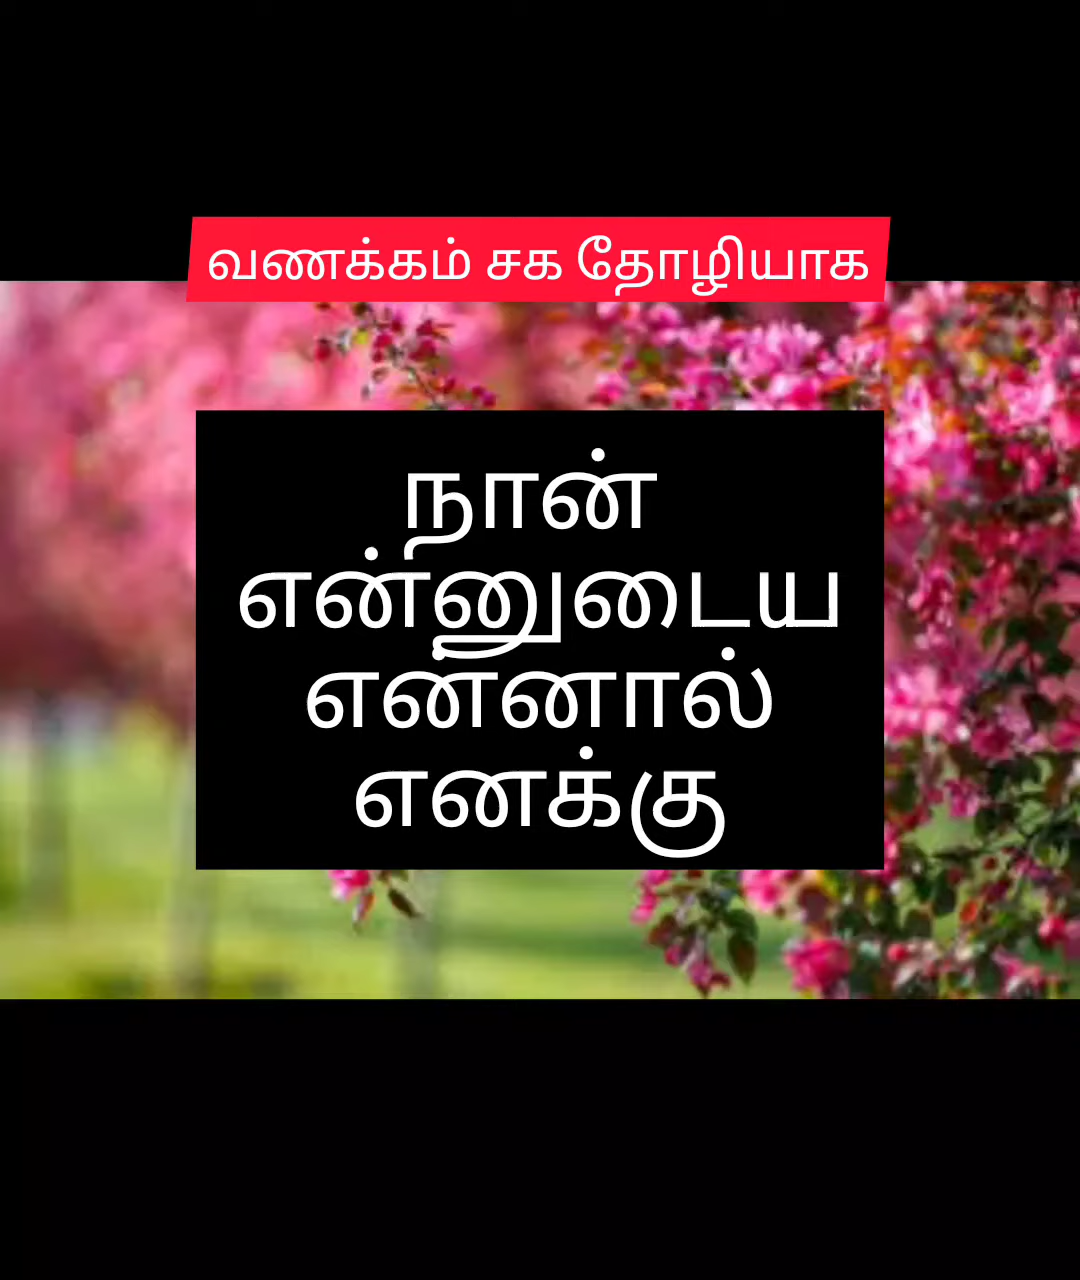 வணக்கம் சக தோழியாக
நான்
என்னுடைய
என்னால்
எனக்கு